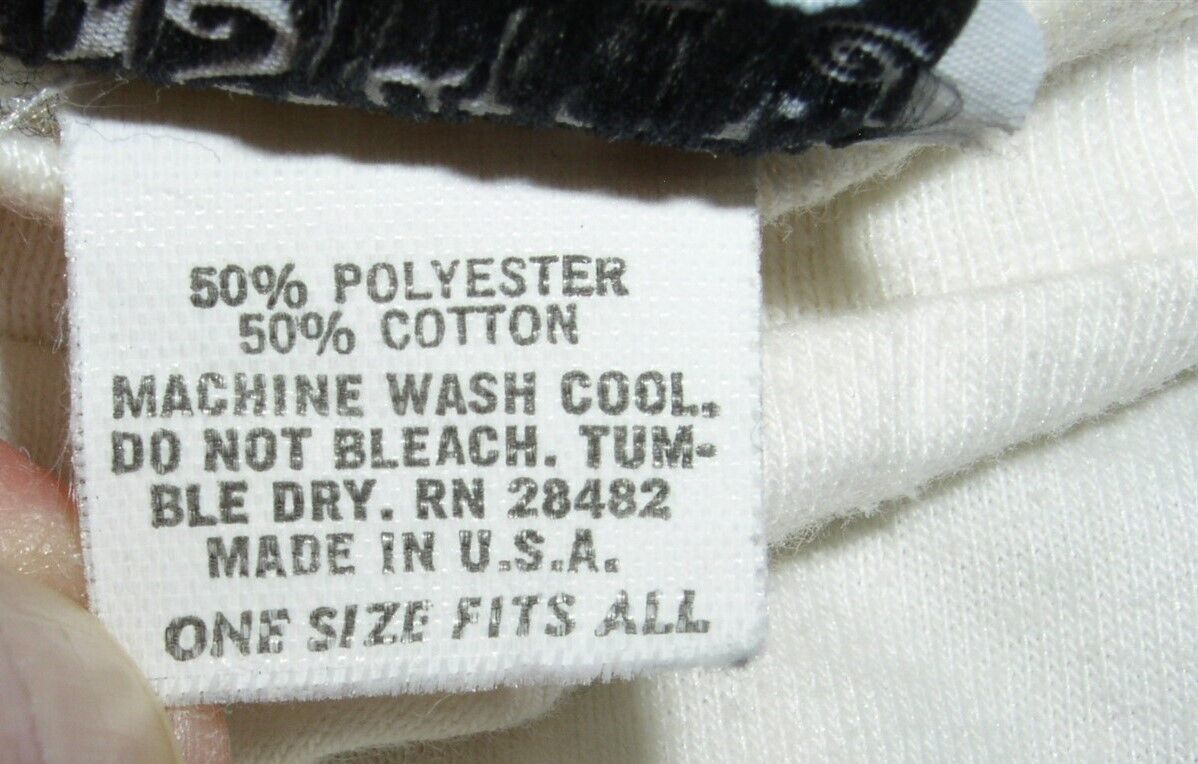 50% POLYESTER
50% COTTON
MACHINE WASH COOL.
DO NOT BLEACH. TUM-
BLE DRY. RN 28482
MADE IN U.S.A.
ONE SIZE FITS ALL